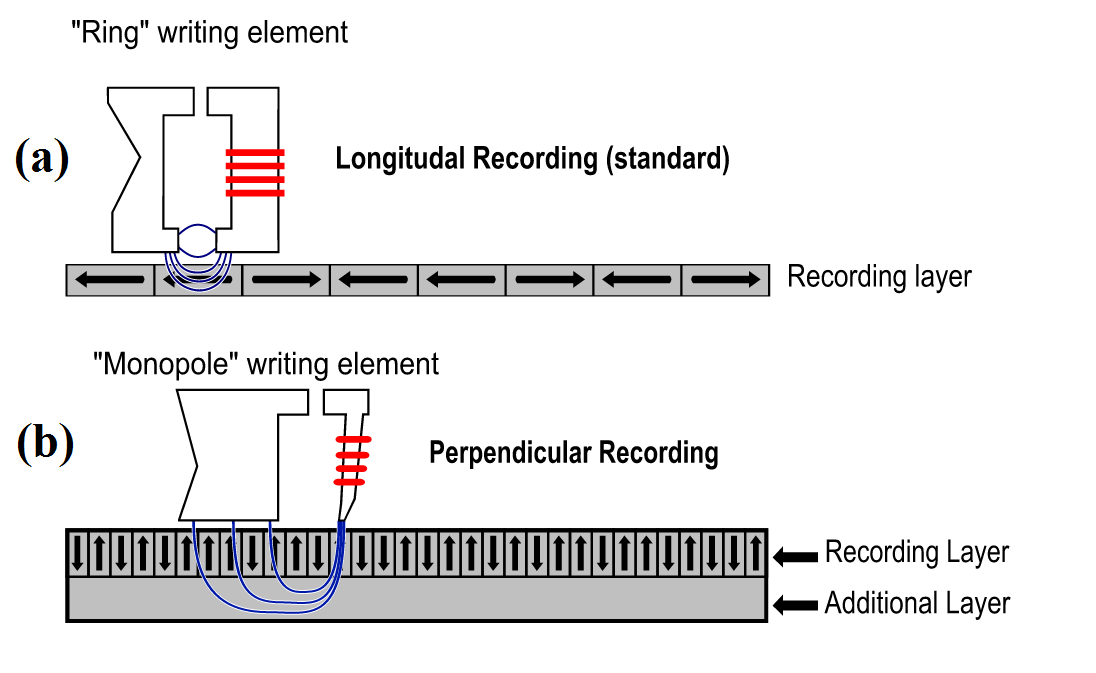 "Ring" writing element
(a)
Longitudal Recording (standard)
Recording layer
"Monopole" writing element
(b)
Perpendicular Recording
Recording Layer
Additional Layer